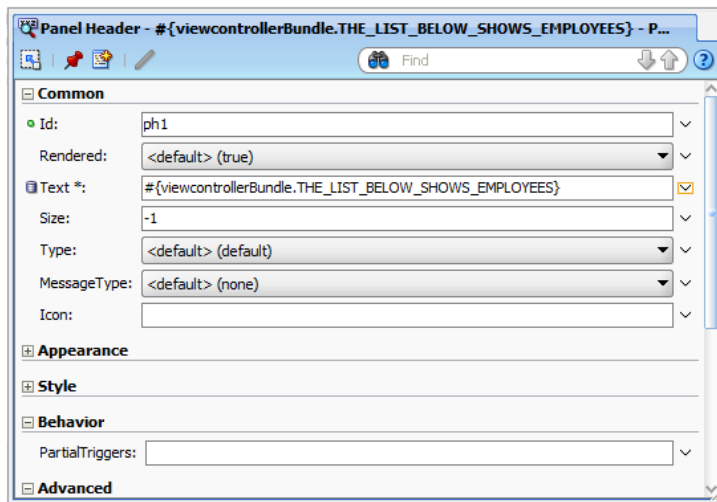 Panel Header - #{viewcontrollerBundle.THE_LIST_BELOW_SHOWS_EMPLOYEES} - P...
Find
Common
Id: ph1
Rendered: <default> (true)
Text *: #{viewcontrollerBundle.THE_LIST_BELOW_SHOWS_EMPLOYEES}
Size: -1
Type: <default> (default)
MessageType: <default> (none)
Icon:
Appearance
Style
Behavior
PartialTriggers:
Advanced